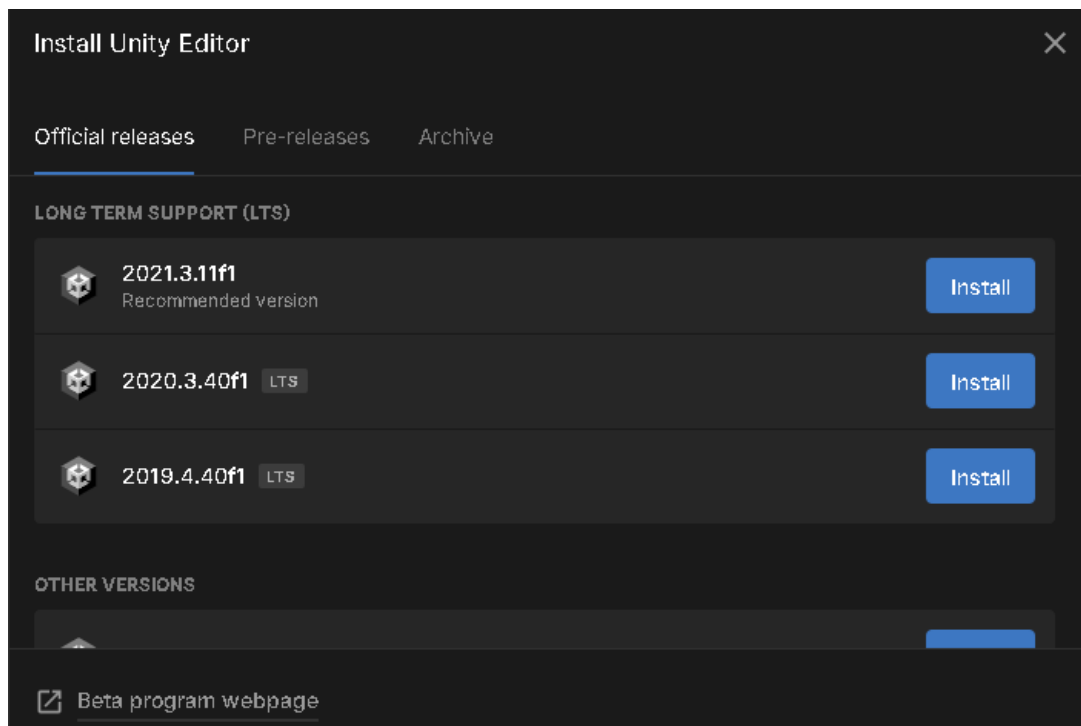 Install Unity Editor
Official releases Pre-releases Archive
LONG TERM SUPPORT (LTS)
2021.3.11f1
Recommended version
Install
2020.3.40f1 LTS
Install
2019.4.40f1 LTS
Install
OTHER VERSIONS
Beta program webpage